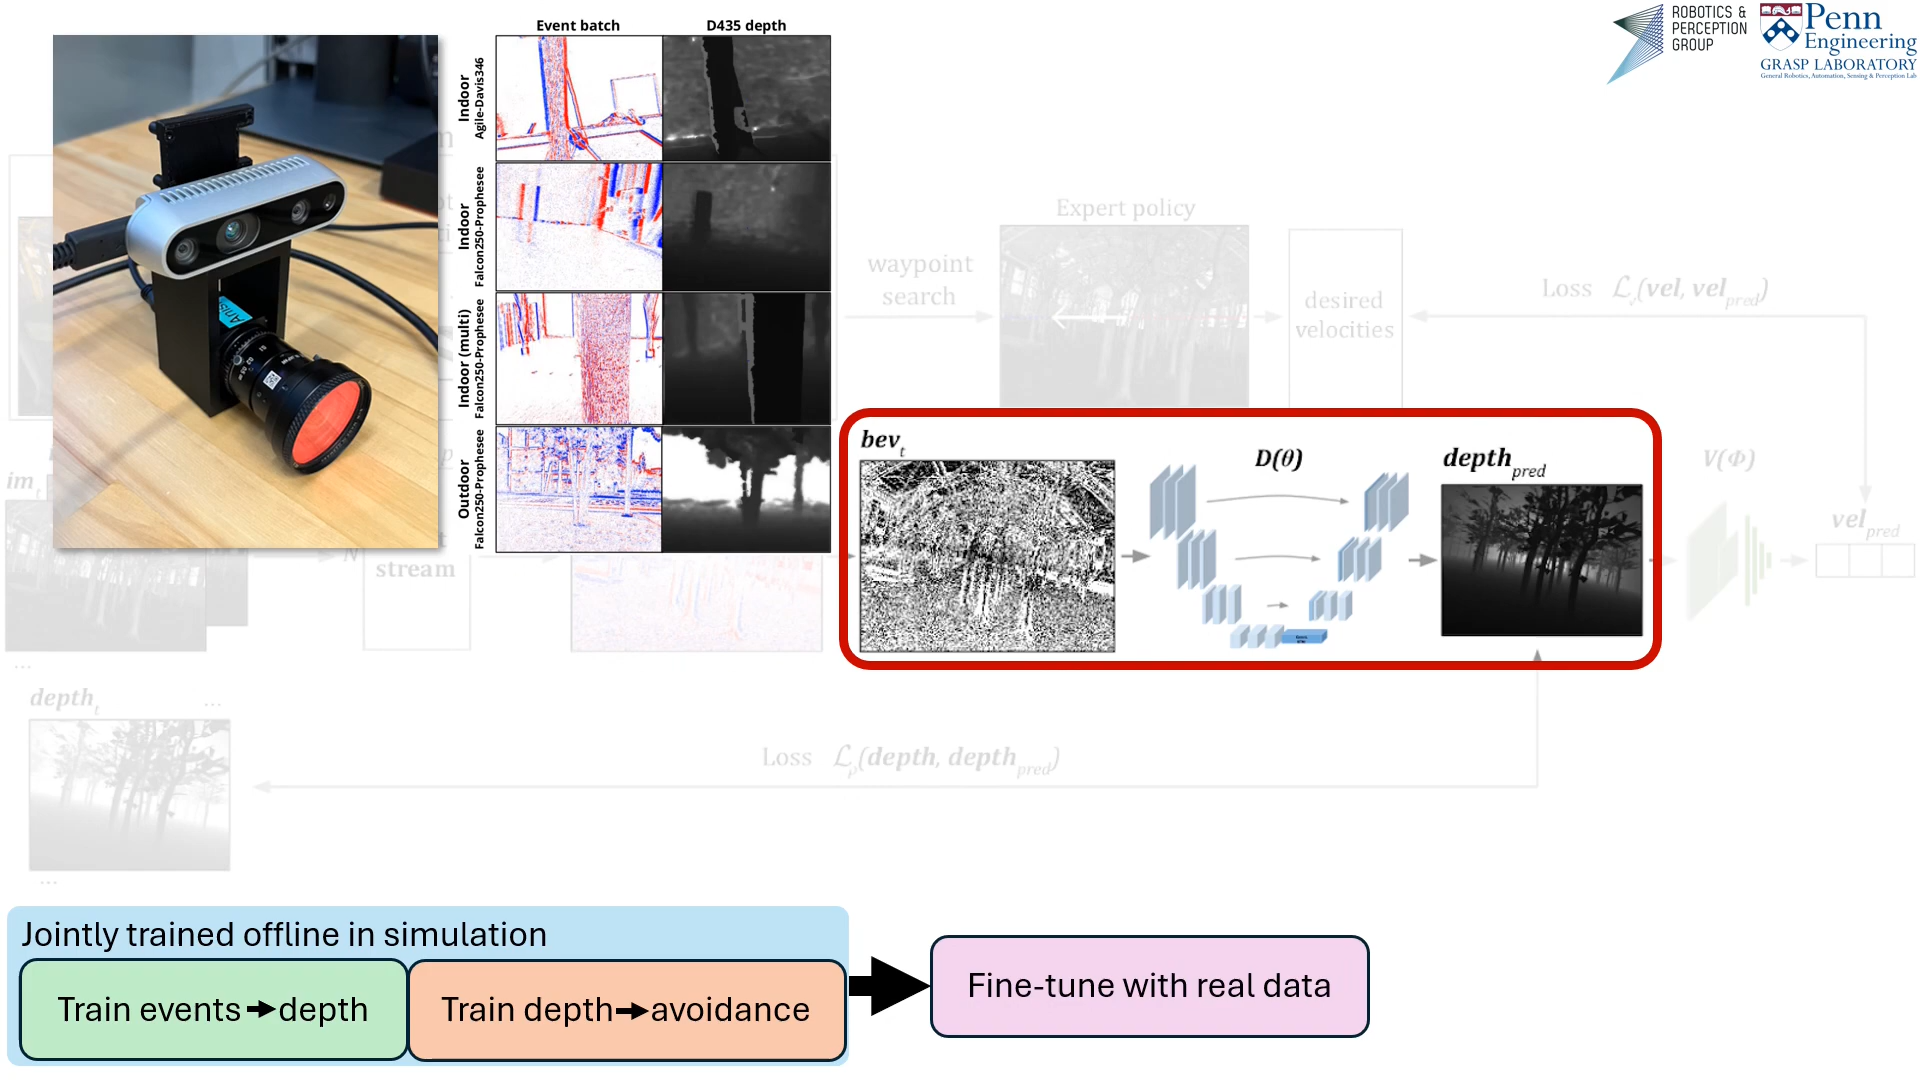 Event batch
D435 depth
Indoor
Agile-Davis346
Indoor
Falcon250-Prophesee
Indoor (multi)
Falcon250-Prophesee
Outdoor
Falcon250-Prophesee
ROBOTICS &
PERCEPTION
GROUP
Penn
Engineering
GRASP LABORATORY
General Robotics, Automation, Sensing & Perception Lab
Expert policy
waypoint
search
desired
velocities
Loss ℒᵥ(vel, vel_pred)
bev_t
D(θ)
depth_pred
V(Φ)
vel_pred
im_t
N
stream
...
depth_t
...
Loss ℒ_D(depth, depth_pred)
...
Jointly trained offline in simulation
Train events➔depth
Train depth➔avoidance
Fine-tune with real data